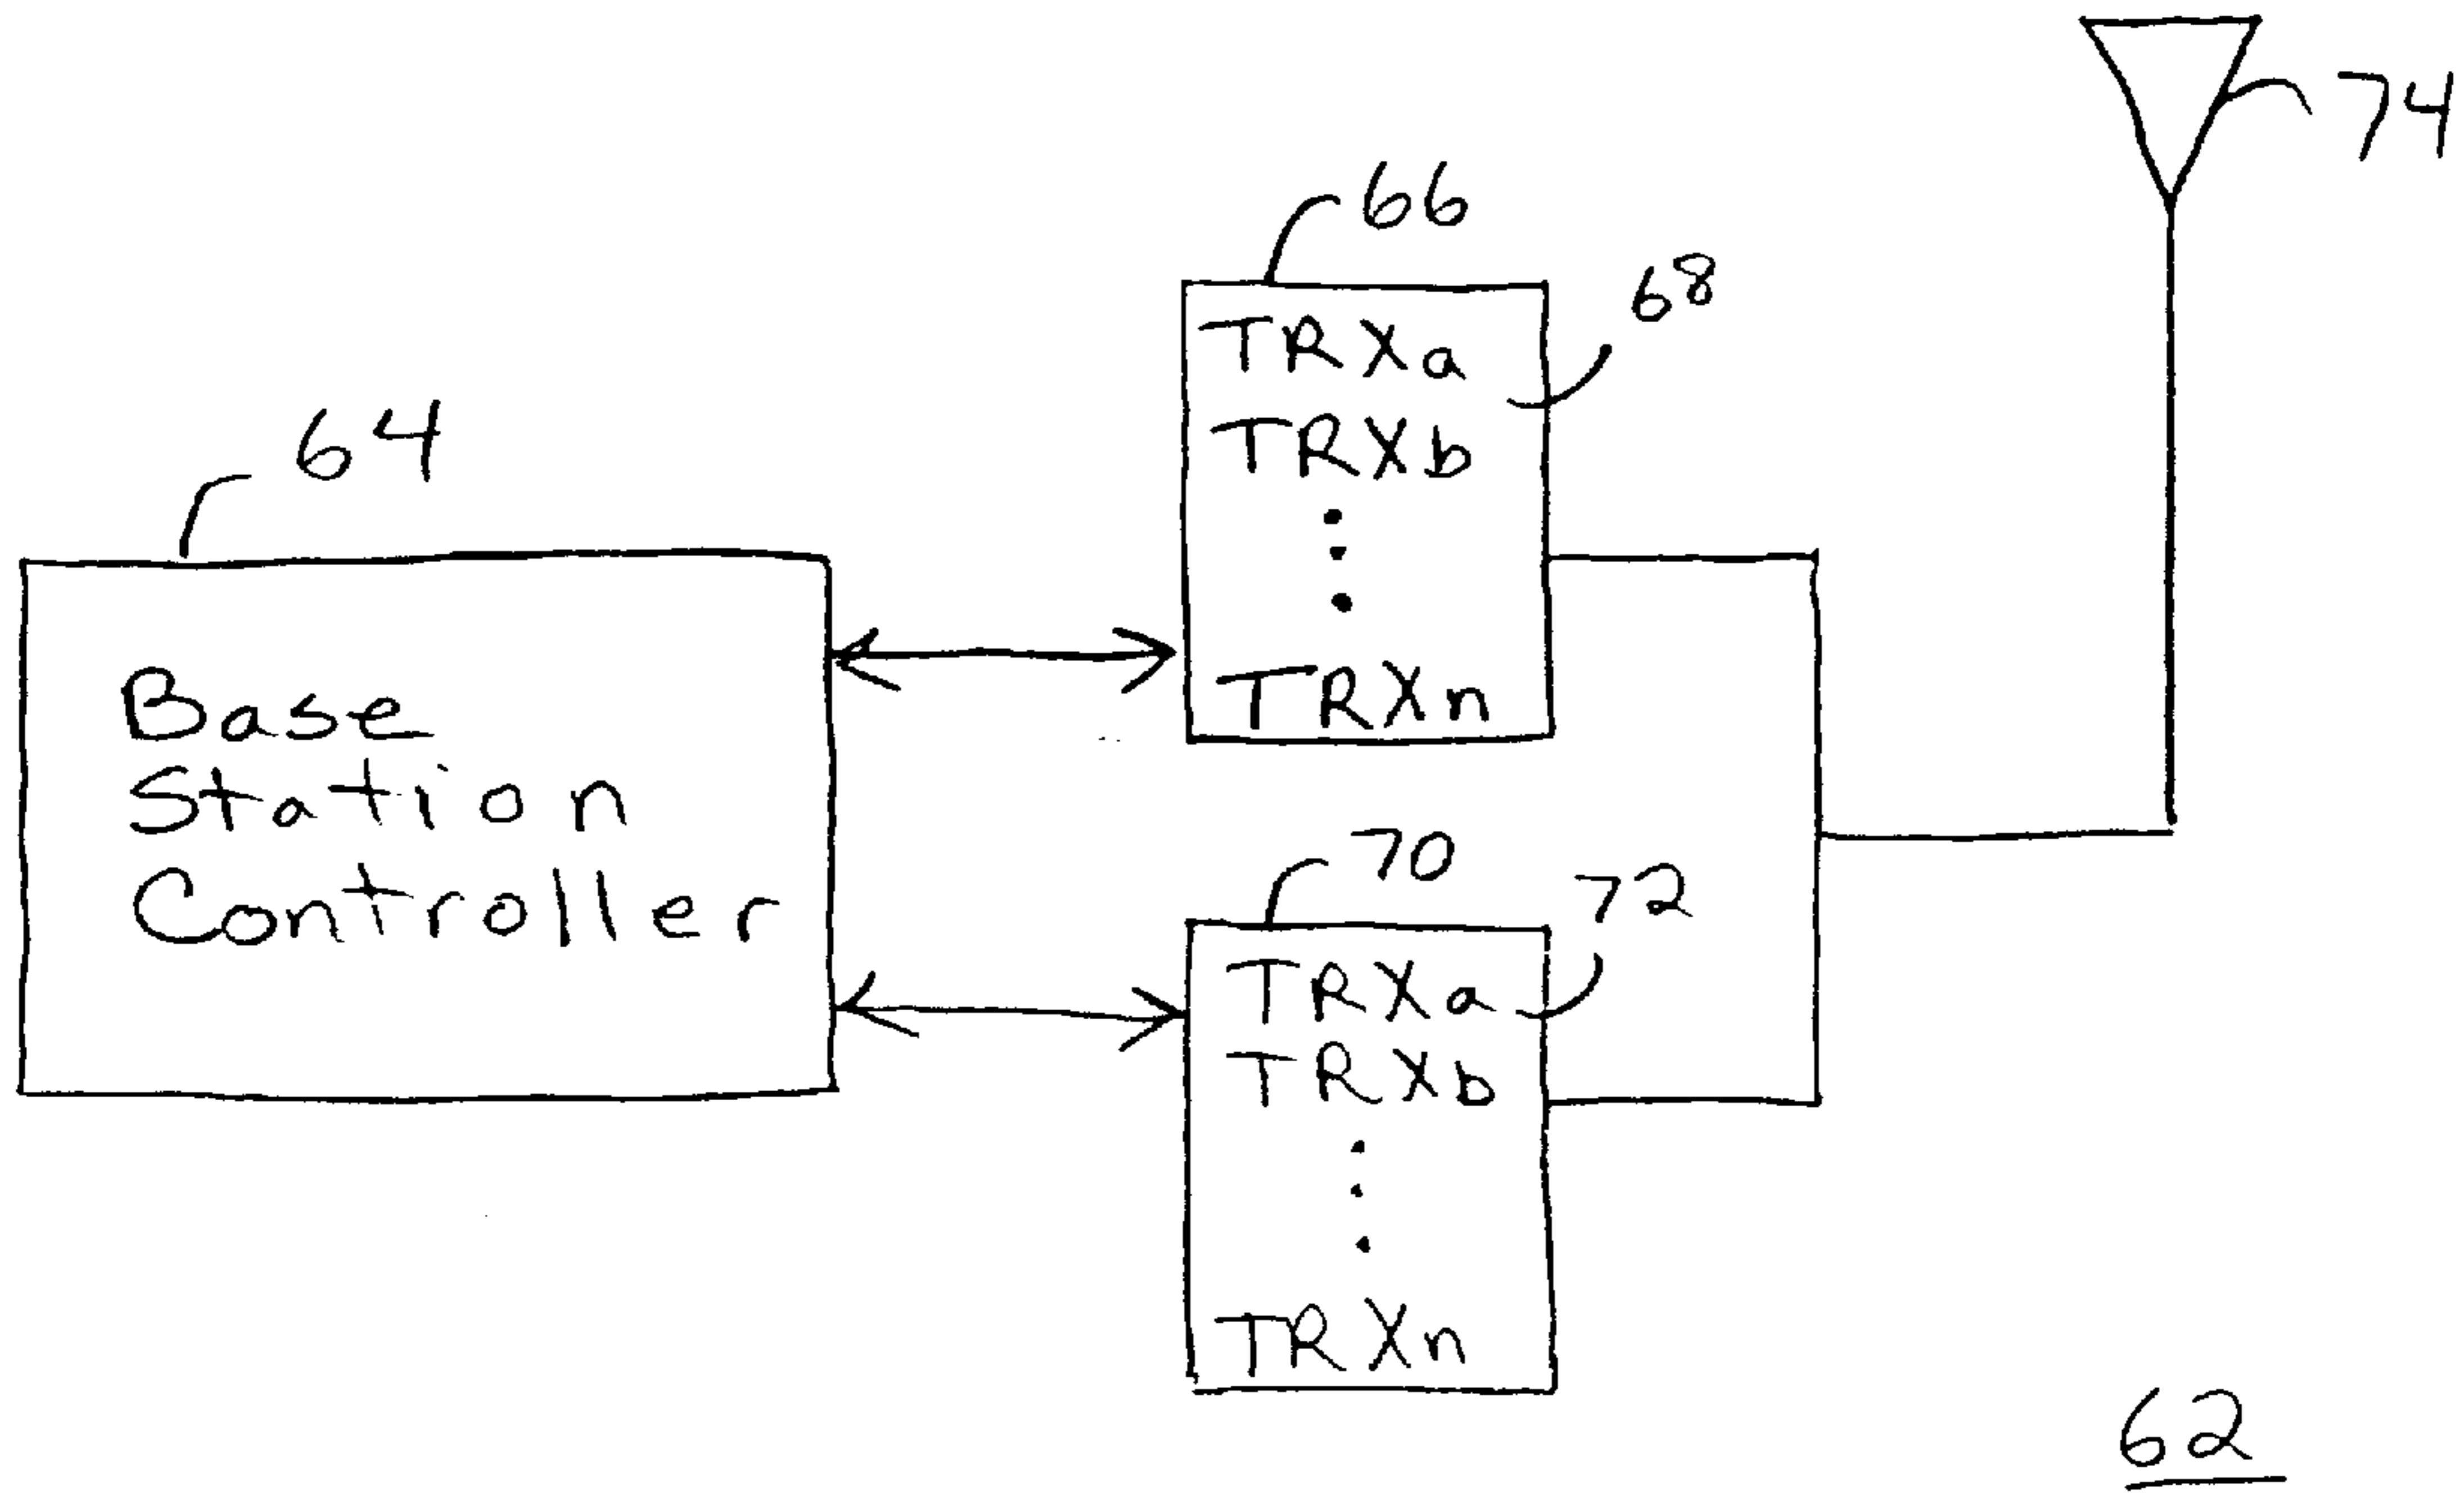 74
66
68
TRXa
TRXb
TRXn
64
Base
Station
Controller
70
72
TRXa
TRXb
TRXn
62